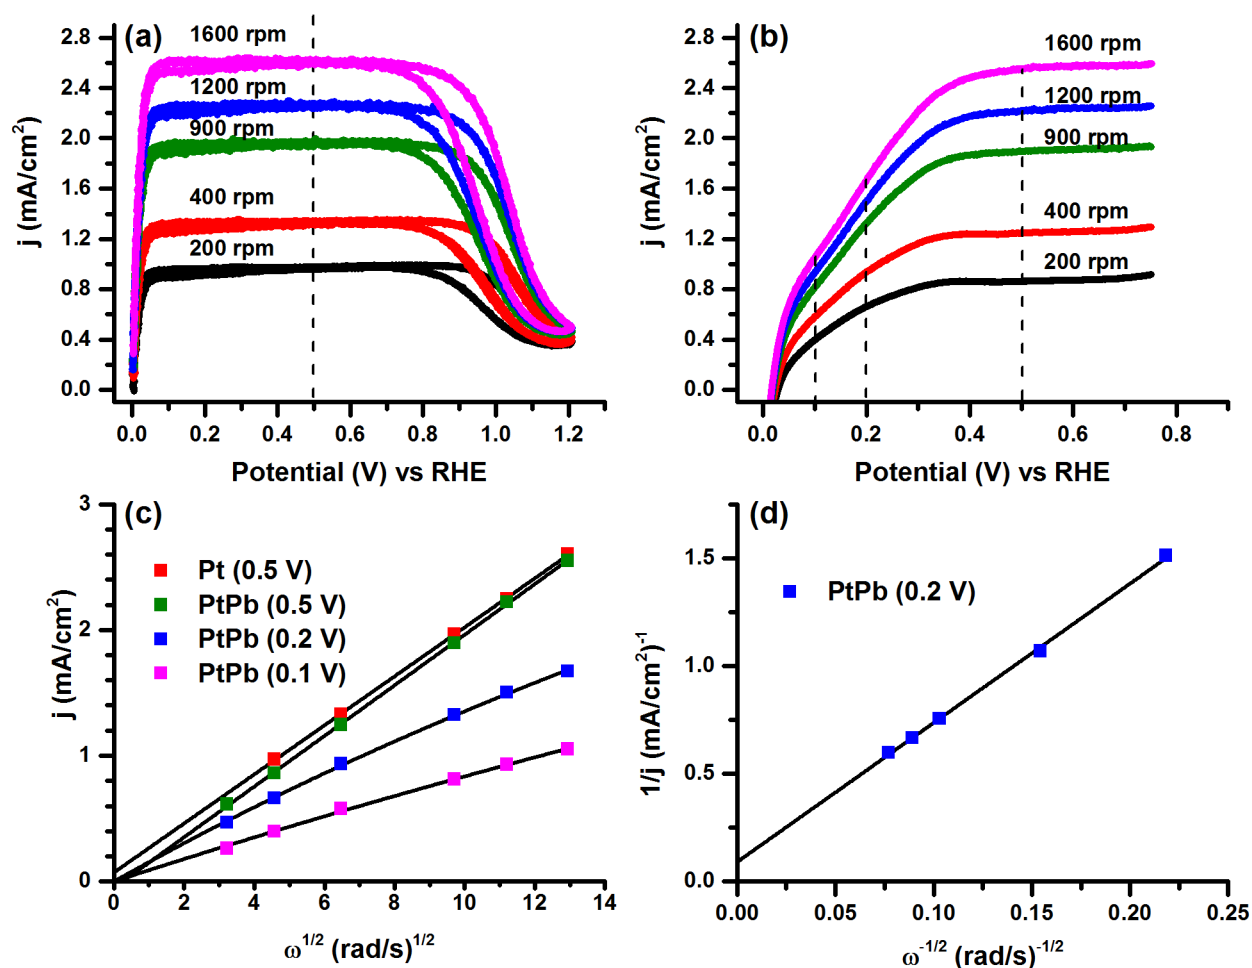 (a)
1600 rpm
1200 rpm
900 rpm
400 rpm
200 rpm
2.8
2.4
2.0
1.6
1.2
0.8
0.4
0.0
j (mA/cm²)
0.0 0.2 0.4 0.6 0.8 1.0 1.2
Potential (V) vs RHE
(b)
1600 rpm
1200 rpm
900 rpm
400 rpm
200 rpm
2.8
2.4
2.0
1.6
1.2
0.8
0.4
0.0
j (mA/cm²)
0.0 0.2 0.4 0.6 0.8
Potential (V) vs RHE
(c)
Pt (0.5 V)
PtPb (0.5 V)
PtPb (0.2 V)
PtPb (0.1 V)
3
2
1
0
j (mA/cm²)
0 2 4 6 8 10 12 14
ω^1/2 (rad/s)^1/2
(d)
PtPb (0.2 V)
1.5
1.0
0.5
0.0
1/j (mA/cm²)^-1
0.00 0.05 0.10 0.15 0.20 0.25
ω^-1/2 (rad/s)^-1/2